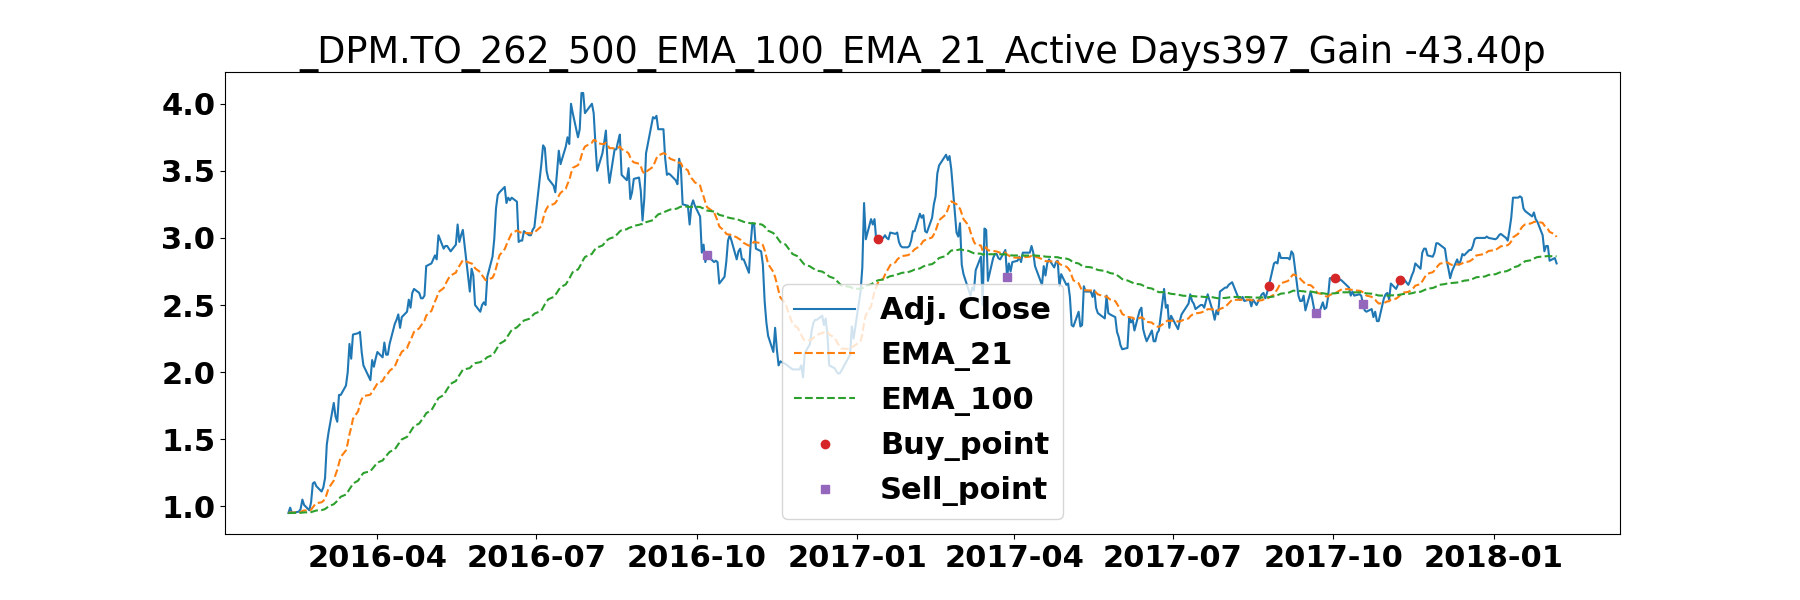 _DPM.TO_262_500_EMA_100_EMA_21_Active Days397_Gain -43.40p
4.0
3.5
3.0
2.5
2.0
1.5
1.0
Adj. Close
EMA_21
EMA_100
Buy_point
Sell_point
2016-04 2016-07 2016-10 2017-01 2017-04 2017-07 2017-10 2018-01